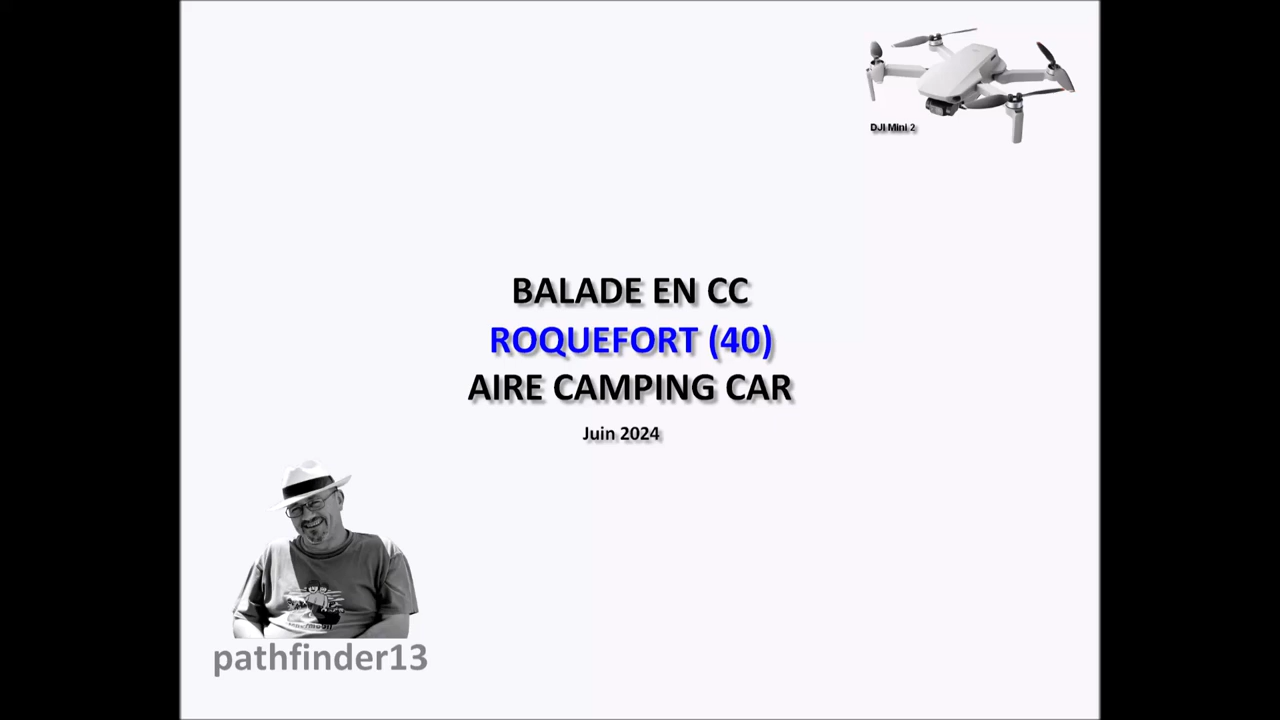 DJI Mini 2
BALADE EN CC
ROQUEFORT (40)
AIRE CAMPING CAR
Juin 2024
pathfinder13